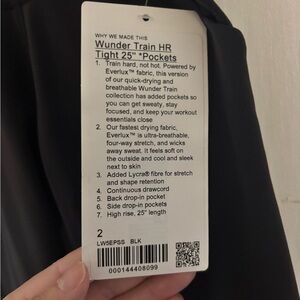 WHY WE MADE THIS
Wunder Train HR
Tight 25" *Pockets
1. Train hard, not hot. Powered by
Everlux™ fabric, this version
of our quick-drying and
breathable Wunder Train
collection has added pockets so
you can get sweaty, stay
focused, and keep your workout
essentials close
2. Our fastest drying fabric,
Everlux™ is ultra-breathable,
four-way stretch, and wicks
away sweat. It feels soft on
the outside and cool and sleek
next to skin
3. Added Lycra® fibre for stretch
and shape retention
4. Continuous drawcord
5. Back drop-in pocket
6. Side drop-in pockets
7. High rise, 25" length
2
LW5EPSS BLK
000144408099